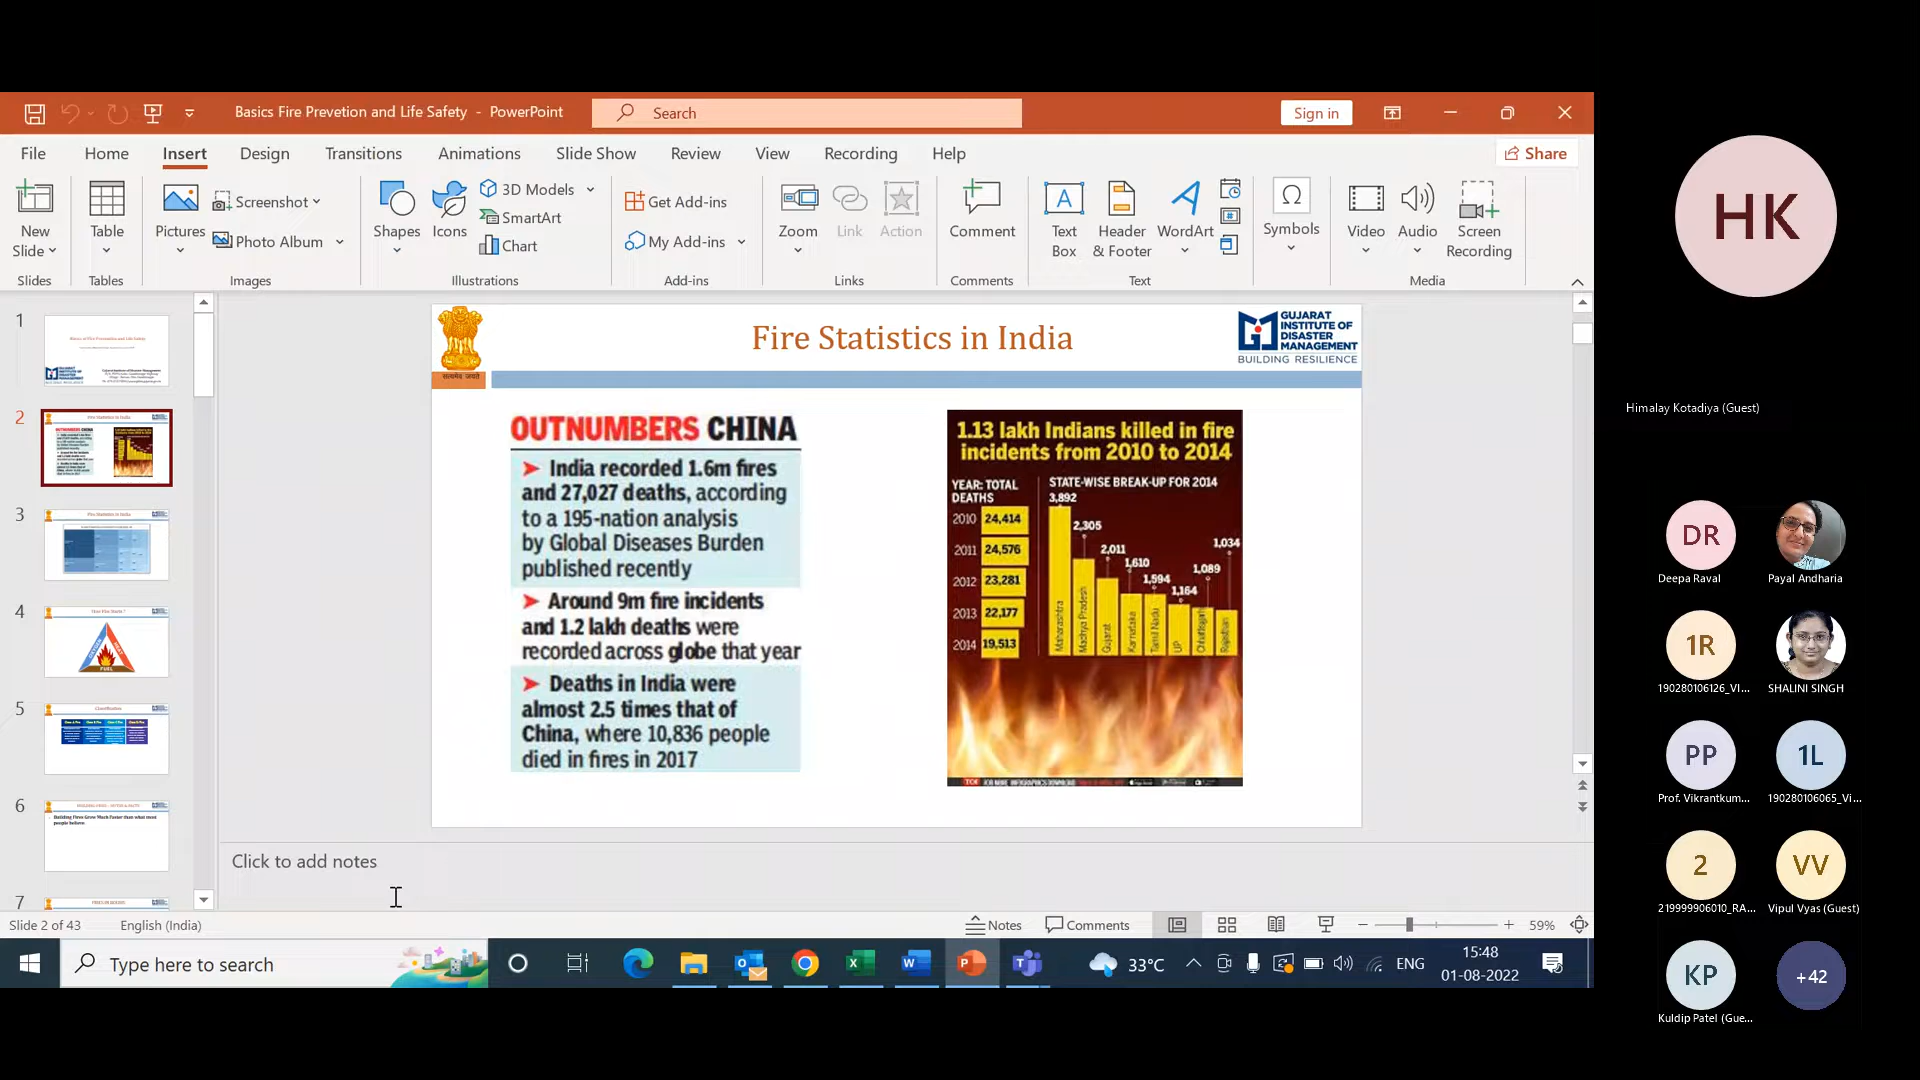 Basics Fire Prevetion and Life Safety - PowerPoint
Search
Sign in
File Home Insert Design Transitions Animations Slide Show Review View Recording Help
Share
New Slide
Table
Pictures
Screenshot
Photo Album
Shapes
Icons
3D Models
SmartArt
Chart
Get Add-ins
My Add-ins
Zoom
Link
Action
Comment
Text Box
Header & Footer
WordArt
Symbols
Video
Audio
Screen Recording
Slides Tables Images Illustrations Add-ins Links Comments Text Media
1
2
3
4
5
6
7
Fire Statistics in India
GUJARAT
INSTITUTE OF
DISASTER
MANAGEMENT
BUILDING RESILIENCE
सत्यमेव जयते
OUTNUMBERS CHINA
India recorded 1.6m fires
and 27,027 deaths, according
to a 195-nation analysis
by Global Diseases Burden
published recently
Around 9m fire incidents
and 1.2 lakh deaths were
recorded across globe that year
Deaths in India were
almost 2.5 times that of
China, where 10,836 people
died in fires in 2017
1.13 lakh Indians killed in fire
incidents from 2010 to 2014
YEAR: TOTAL
DEATHS
2010 24,414
2011 24,576
2012 23,281
2013 22,177
2014 19,513
STATE-WISE BREAK-UP FOR 2014
3,892
2,305
2,011
1,610
1,594
1,164
1,089
1,034
Maharashtra
Madhya Pradesh
Gujarat
Karnataka
Tamil Nadu
UP
Chhattisgarh
Rajasthan
Click to add notes
Slide 2 of 43
English (India)
Notes
Comments
59%
Type here to search
33°C
ENG
15:48
01-08-2022
HK
Himalay Kotadiya (Guest)
DR
Deepa Raval
Payal Andharia
1R
190280106126_VI...
SHALINI SINGH
PP
Prof. Vikrantkum...
1L
190280106065_Vi...
2
219999906010_RA...
VV
Vipul Vyas (Guest)
KP
Kuldip Patel (Gue...
+42